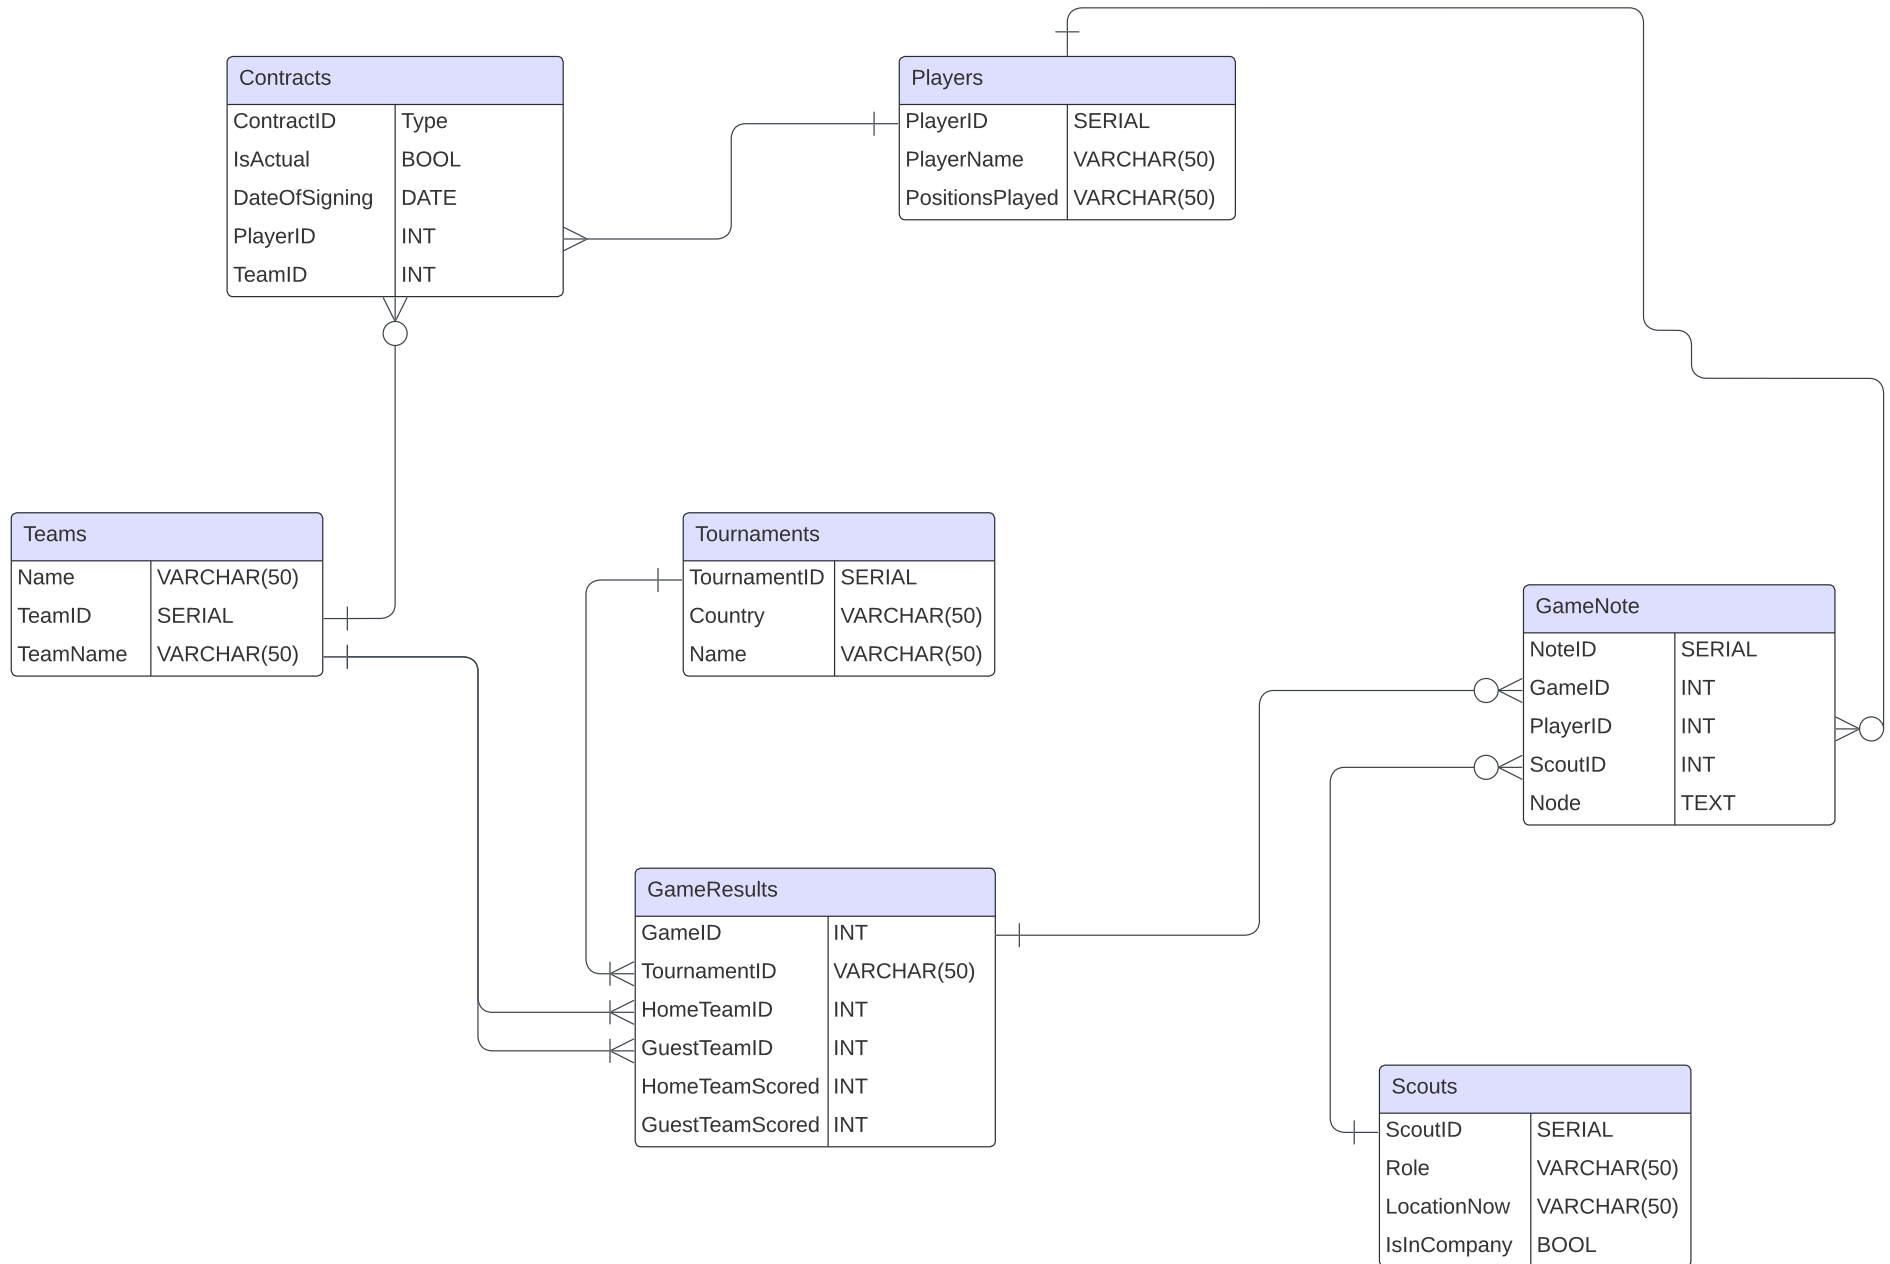 Contracts
ContractID Type
IsActual BOOL
DateOfSigning DATE
PlayerID INT
TeamID INT
Players
PlayerID SERIAL
PlayerName VARCHAR(50)
PositionsPlayed VARCHAR(50)
Teams
Name VARCHAR(50)
TeamID SERIAL
TeamName VARCHAR(50)
Tournaments
TournamentID SERIAL
Country VARCHAR(50)
Name VARCHAR(50)
GameNote
NoteID SERIAL
GameID INT
PlayerID INT
ScoutID INT
Node TEXT
GameResults
GameID INT
TournamentID VARCHAR(50)
HomeTeamID INT
GuestTeamID INT
HomeTeamScored INT
GuestTeamScored INT
Scouts
ScoutID SERIAL
Role VARCHAR(50)
LocationNow VARCHAR(50)
IsInCompany BOOL